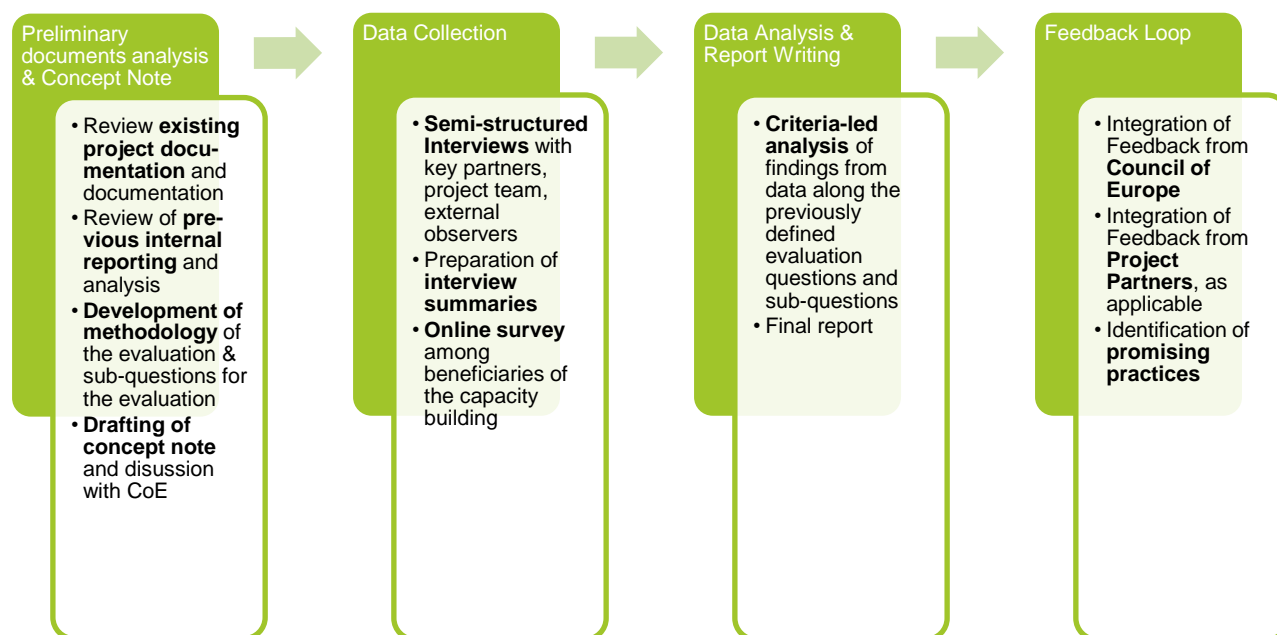 Preliminary
documents analysis
& Concept Note
• Review existing
project docu-
mentation and
documentation
• Review of pre-
vious internal
reporting and
analysis
• Development of
methodology of
the evaluation &
sub-questions for
the evaluation
• Drafting of
concept note
and disussion
with CoE
Data Collection
• Semi-structured
Interviews with
key partners,
project team,
external
observers
• Preparation of
interview
summaries
• Online survey
among
beneficiaries of
the capacity
building
Data Analysis &
Report Writing
• Criteria-led
analysis of
findings from
data along the
previously
defined
evaluation
questions and
sub-questions
• Final report
Feedback Loop
• Integration of
Feedback from
Council of
Europe
• Integration of
Feedback from
Project
Partners, as
applicable
• Identification of
promising
practices